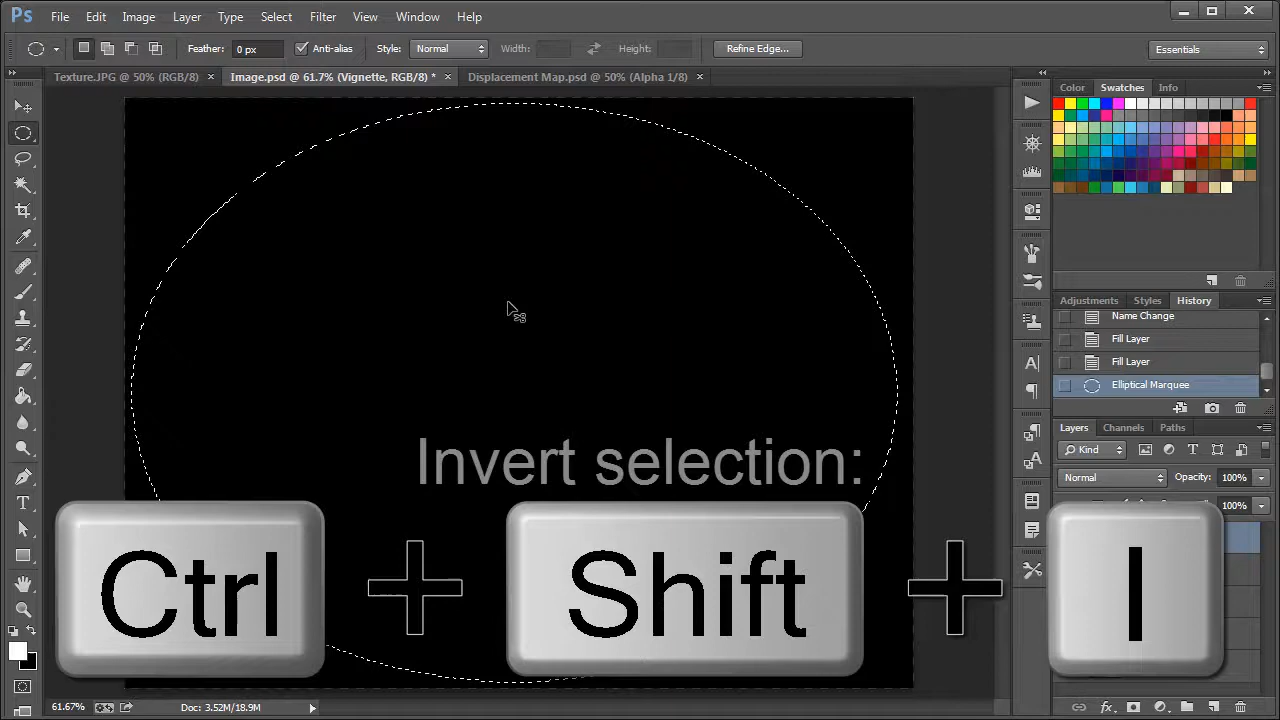 Ps File Edit Image Layer Type Select Filter View Window Help
Feather: 0 px Anti-alias Style: Normal Width: Height: Refine Edge... Essentials
Texture.JPG @ 50% (RGB/8) Image.psd @ 61.7% (Vignette, RGB/8) * Displacement Map.psd @ 50% (Alpha 1/8)
Color Swatches Info
Adjustments Styles History
Name Change
Fill Layer
Fill Layer
Elliptical Marquee
Layers Channels Paths
Kind
Normal Opacity: 100%
100%
Invert selection:
Ctrl + Shift + I
61.67% Doc: 3.52M/18.9M